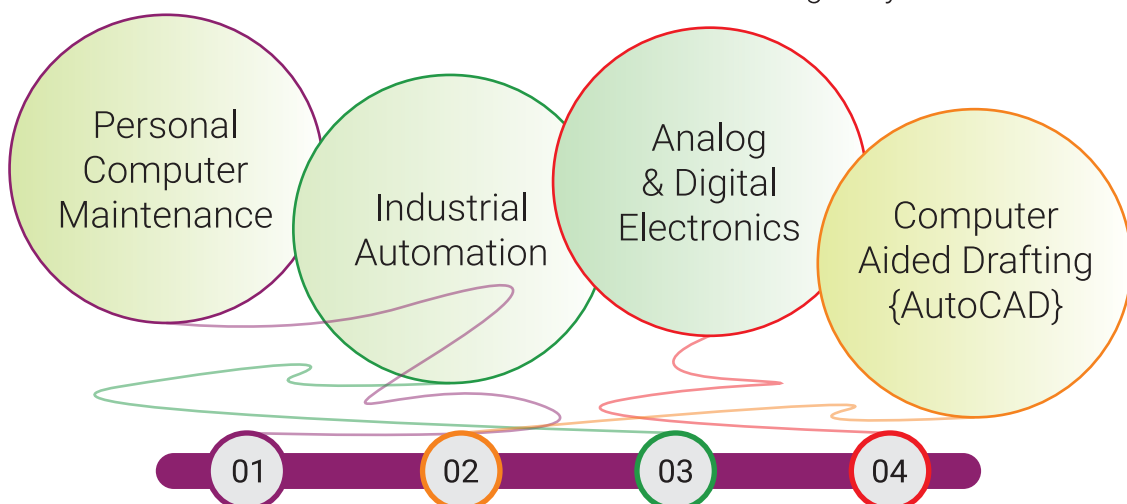 Personal
Computer
Maintenance
Industrial
Automation
Analog
& Digital
Electronics
Computer
Aided Drafting
{AutoCAD}
01
02
03
04